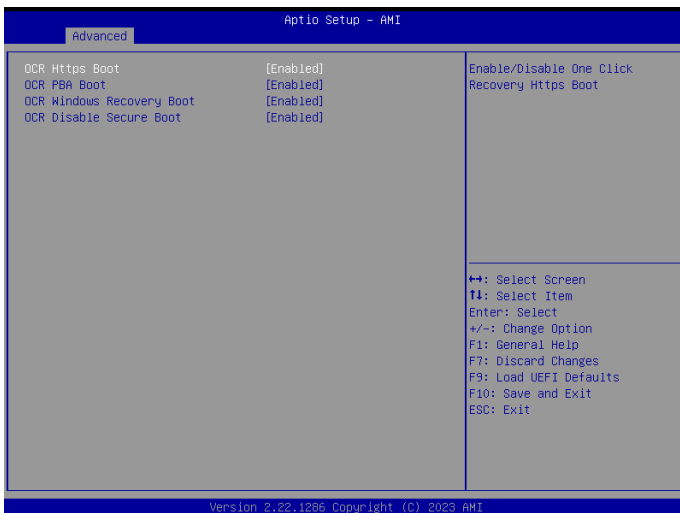 Aptio Setup – AMI
Advanced
OCR Https Boot [Enabled]
OCR PBA Boot [Enabled]
OCR Windows Recovery Boot [Enabled]
OCR Disable Secure Boot [Enabled]
Enable/Disable One Click
Recovery Https Boot
↔: Select Screen
↑↓: Select Item
Enter: Select
+/-: Change Option
F1: General Help
F7: Discard Changes
F9: Load UEFI Defaults
F10: Save and Exit
ESC: Exit
Version 2.22.1286 Copyright (C) 2023 AMI